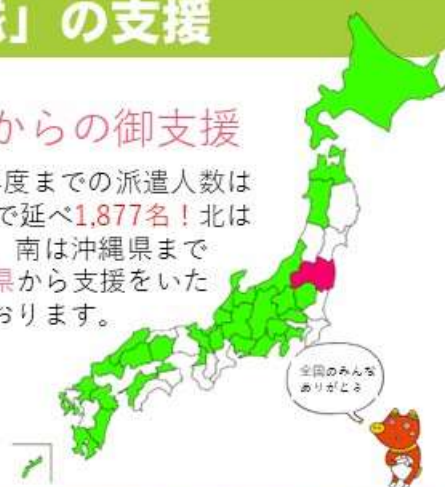 」の支援
からの御支援
度までの派遣人数は
で延べ1,877名！北は
南は沖縄県まで
県から支援をいた
おります。
全国のみんな
ありがとう